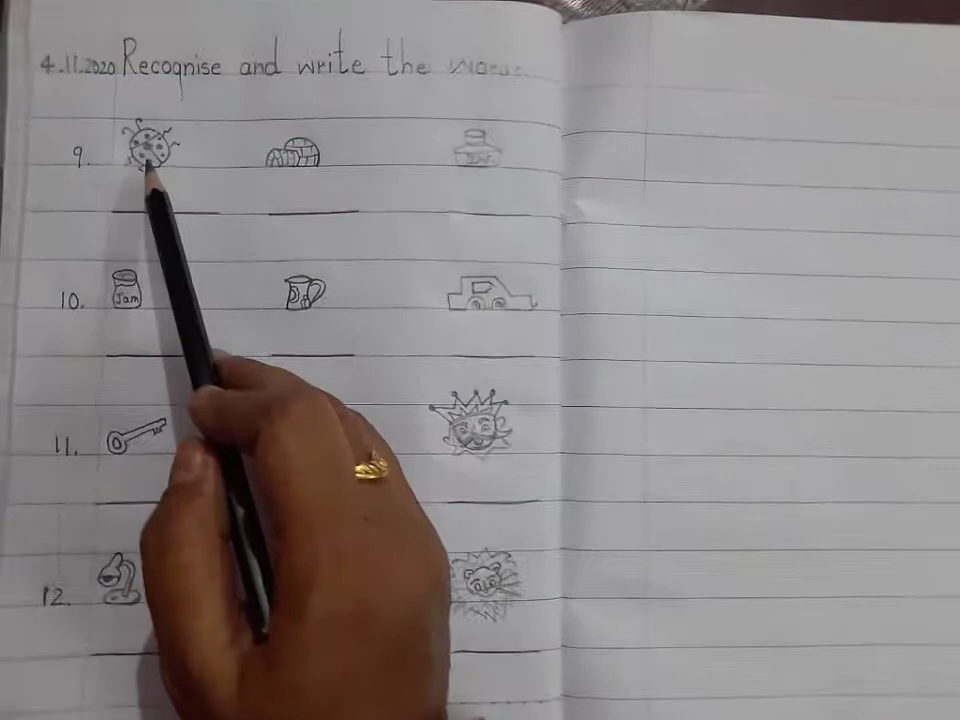 4.11.2020 Recognise and write the
9.
10. Jam
11.
12.